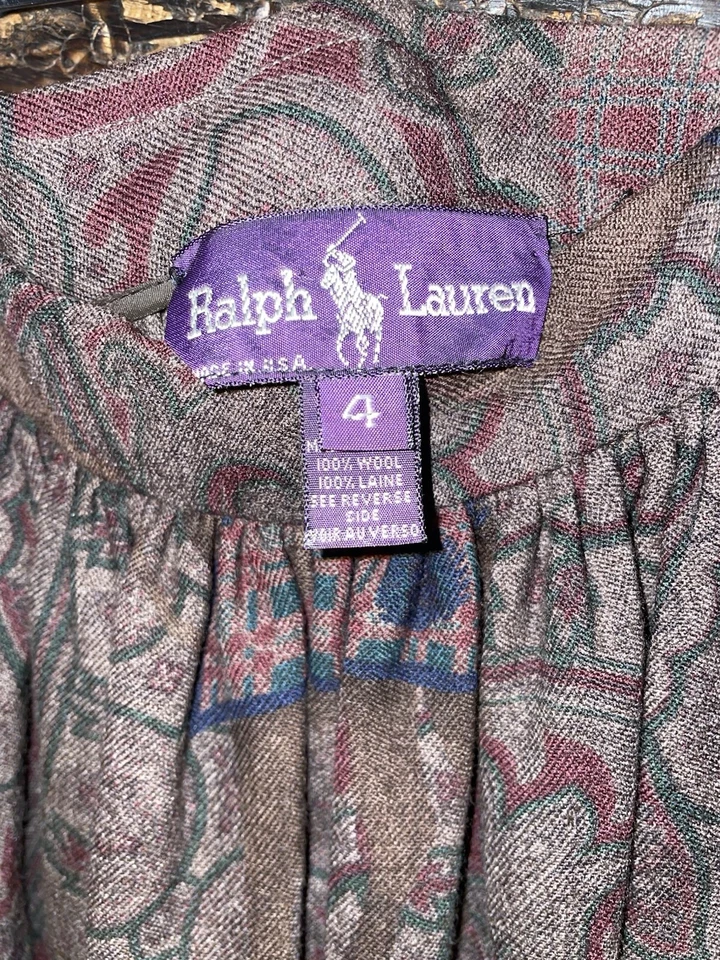 Ralph Lauren
MADE IN U.S.A.
4
M
100% WOOL
100% LAINE
SEE REVERSE
SIDE
VOIR AU VERSO